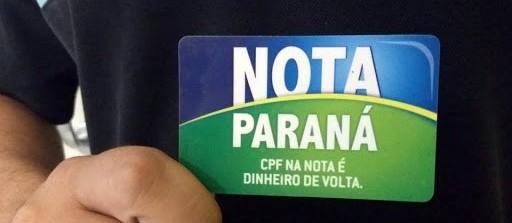 NOTA
PARANÁ
CPF NA NOTA É
DINHEIRO DE VOLTA.